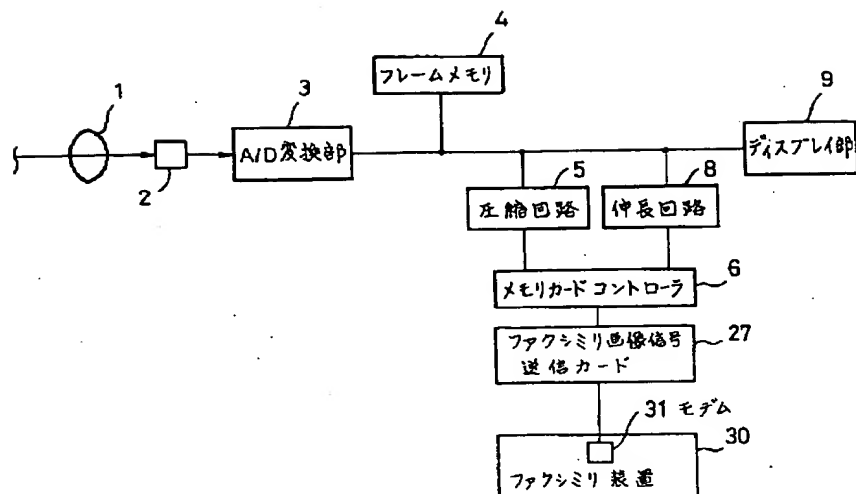 4
フレームメモリ
1
3
9
A/D変換部
ディスプレイ部
2
5
8
圧縮回路
伸長回路
6
メモリカードコントローラ
27
ファクシミリ画像信号
送信カード
31 モデム
30
ファクシミリ装置